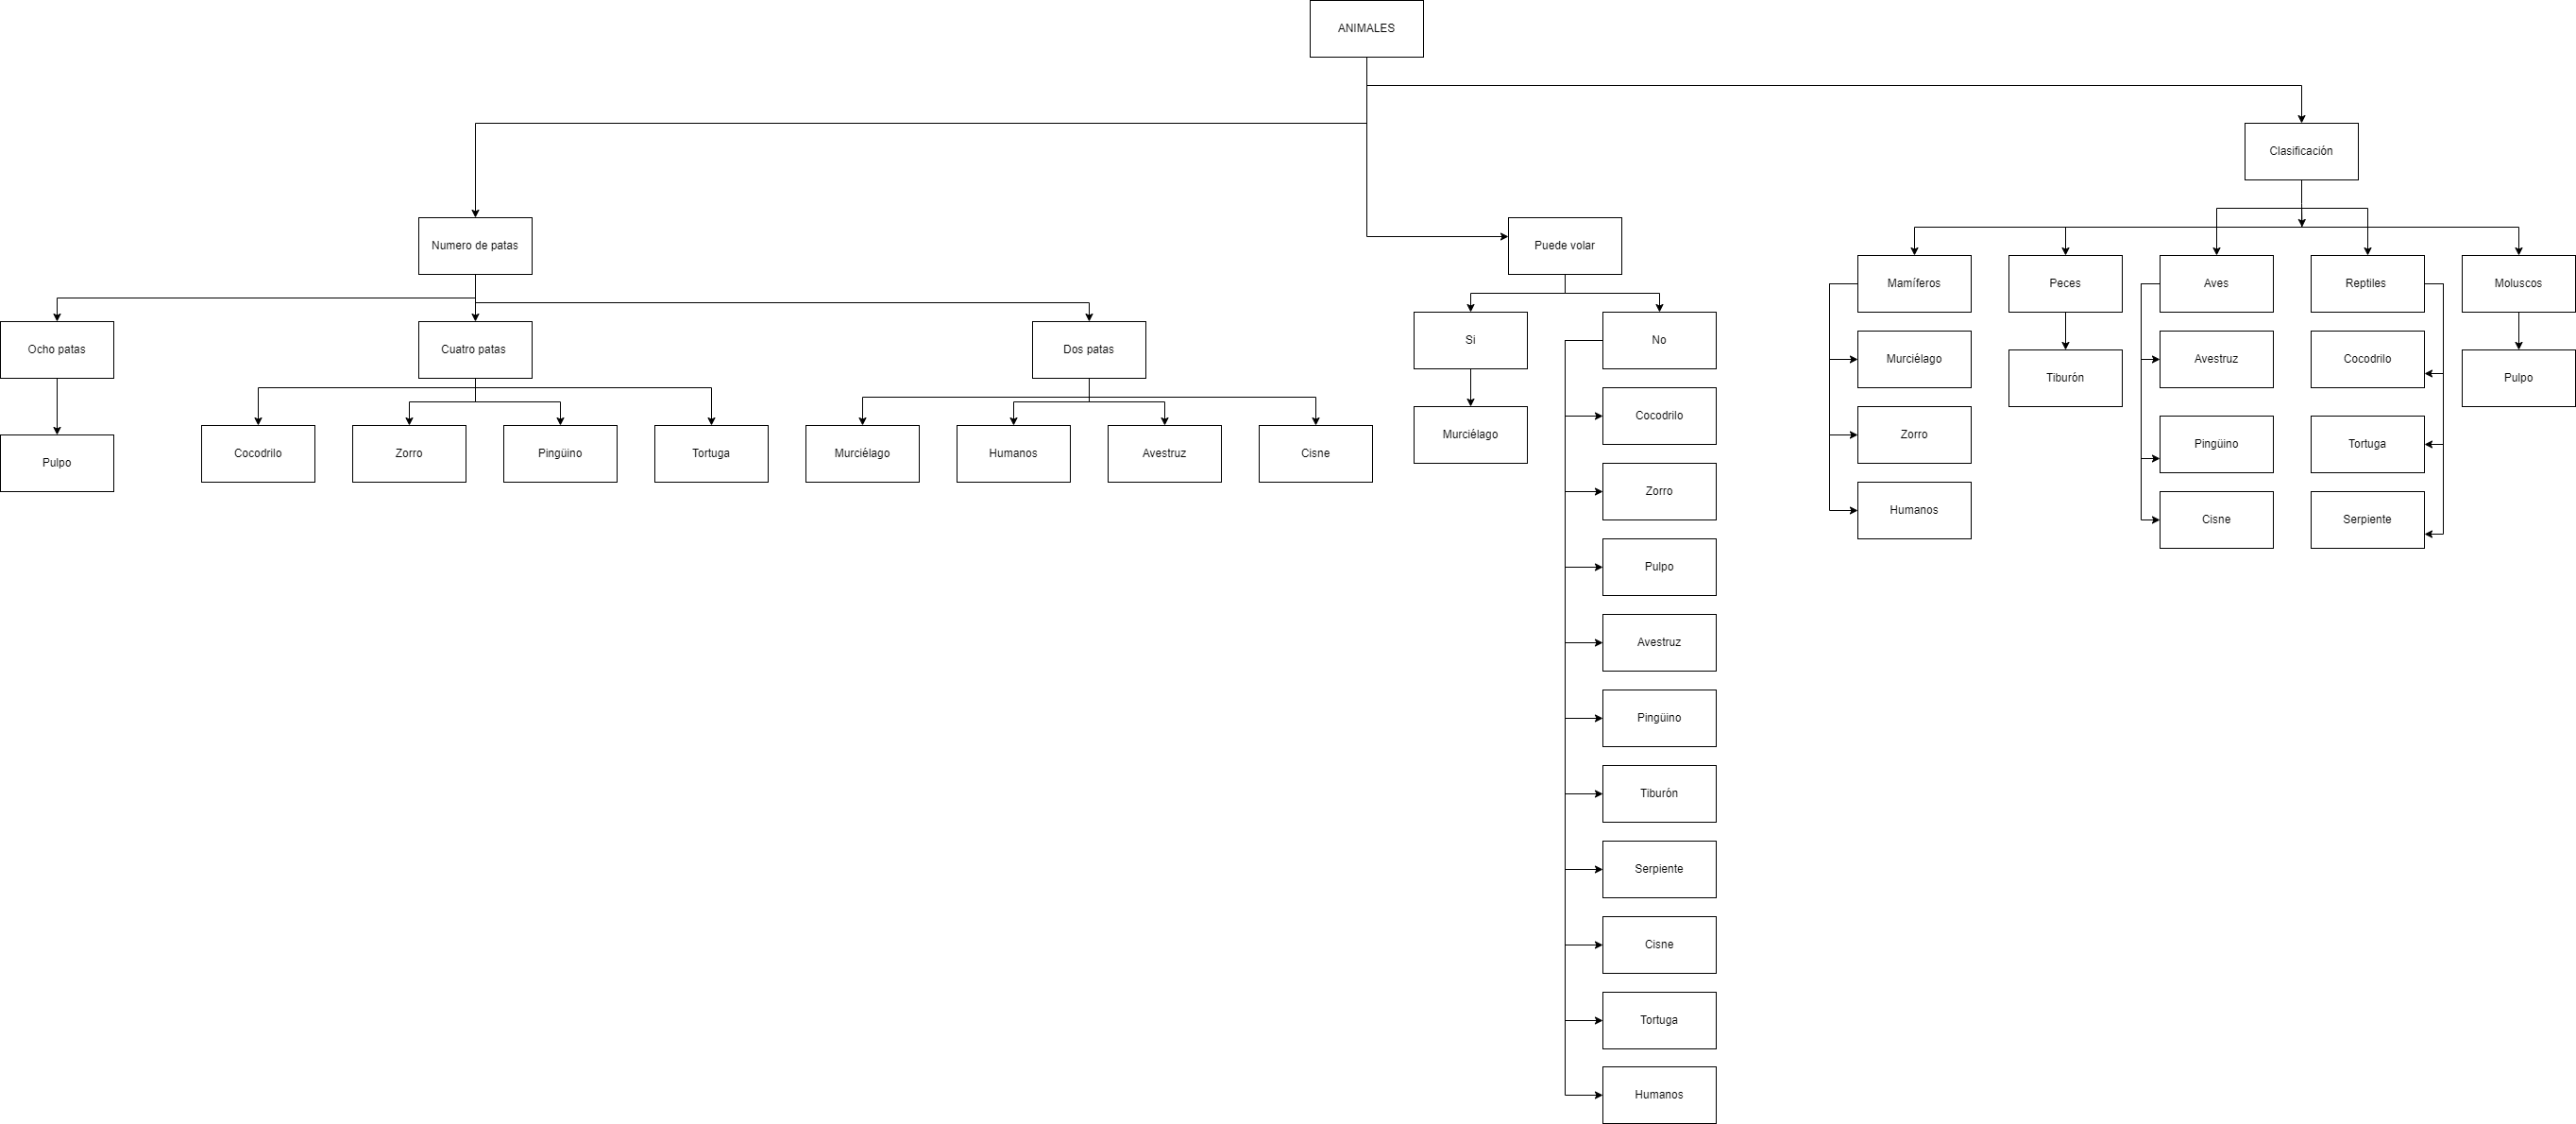 ANIMALES
Clasificación
Numero de patas
Puede volar
Mamíferos
Peces
Aves
Reptiles
Moluscos
Ocho patas
Cuatro patas
Dos patas
Si
No
Murciélago
Tiburón
Avestruz
Cocodrilo
Pulpo
Pulpo
Cocodrilo
Zorro
Pingüino
Tortuga
Murciélago
Humanos
Avestruz
Cisne
Murciélago
Cocodrilo
Zorro
Pingüino
Tortuga
Zorro
Humanos
Cisne
Serpiente
Pulpo
Avestruz
Pingüino
Tiburón
Serpiente
Cisne
Tortuga
Humanos